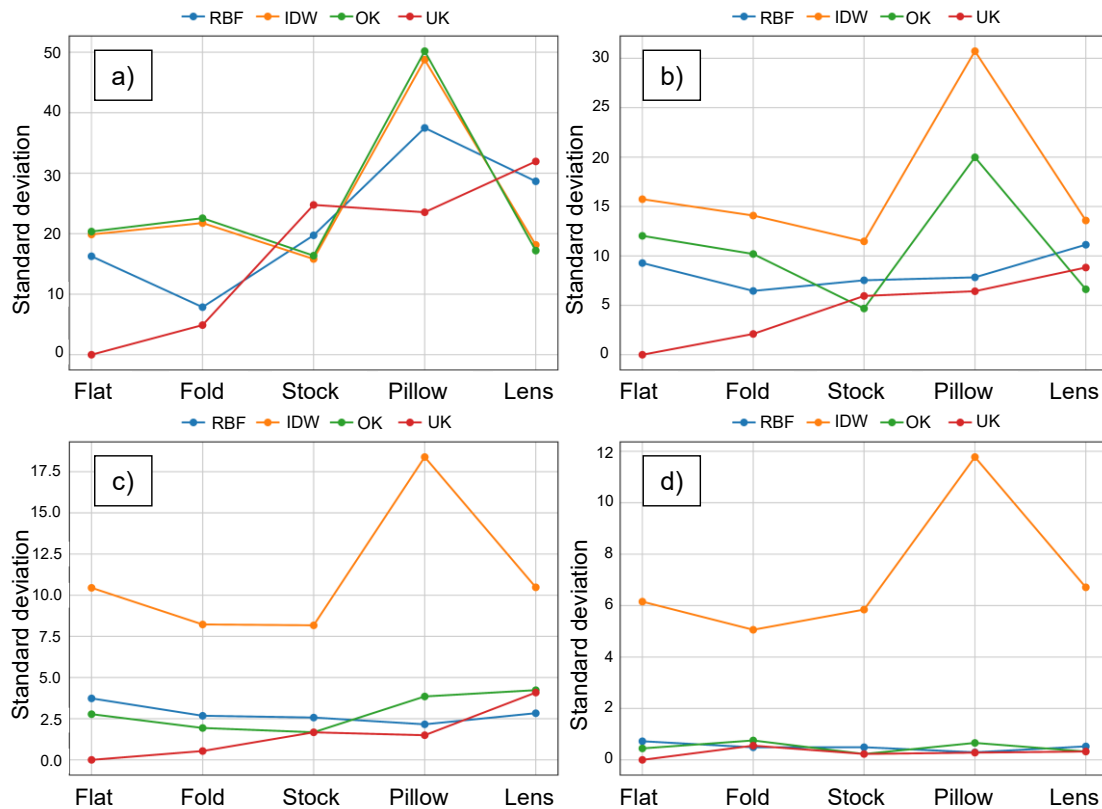 RBF IDW OK UK
a)
Standard deviation
50
40
30
20
10
0
Flat Fold Stock Pillow Lens
RBF IDW OK UK
b)
Standard deviation
30
25
20
15
10
5
0
Flat Fold Stock Pillow Lens
RBF IDW OK UK
c)
Standard deviation
17.5
15.0
12.5
10.0
7.5
5.0
2.5
0.0
Flat Fold Stock Pillow Lens
RBF IDW OK UK
d)
Standard deviation
12
10
8
6
4
2
0
Flat Fold Stock Pillow Lens